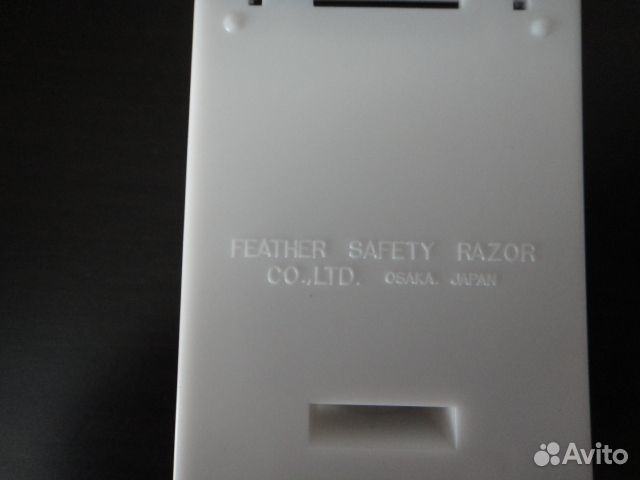 FEATHER SAFETY RAZOR
CO.,LTD. OSAKA. JAPAN
Avito